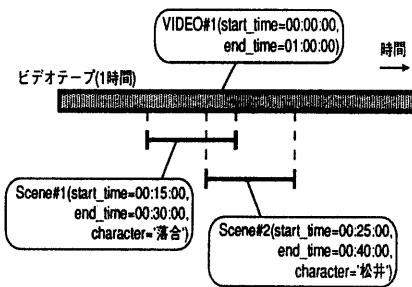 VIDEO#1(start_time=00:00:00,
end_time=01:00:00)
時間
ビデオテープ(1時間)
Scene#1(start_time=00:15:00,
end_time=00:30:00,
character='落合')
Scene#2(start_time=00:25:00,
end_time=00:40:00,
character='松井')